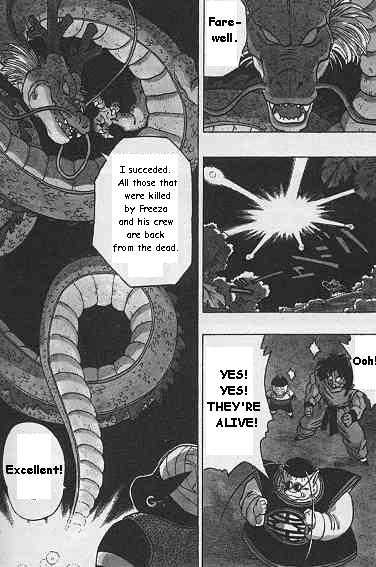 I succeded.
All those that
were killed
by Freeza
and his crew
are back
from the dead.
Excellent!
Fare-
well.
YES!
YES!
THEY'RE
ALIVE!
Ooh!